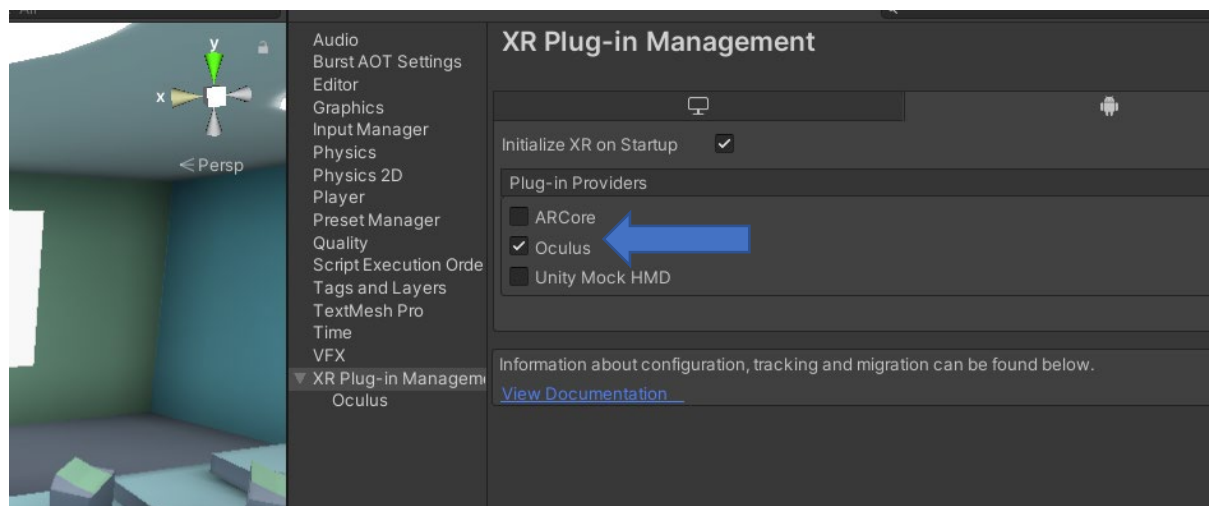 y
x
Persp
Audio
Burst AOT Settings
Editor
Graphics
Input Manager
Physics
Physics 2D
Player
Preset Manager
Quality
Script Execution Orde
Tags and Layers
TextMesh Pro
Time
VFX
XR Plug-in Managem
Oculus
XR Plug-in Management
Initialize XR on Startup
Plug-in Providers
ARCore
Oculus
Unity Mock HMD
Information about configuration, tracking and migration can be found below.
View Documentation